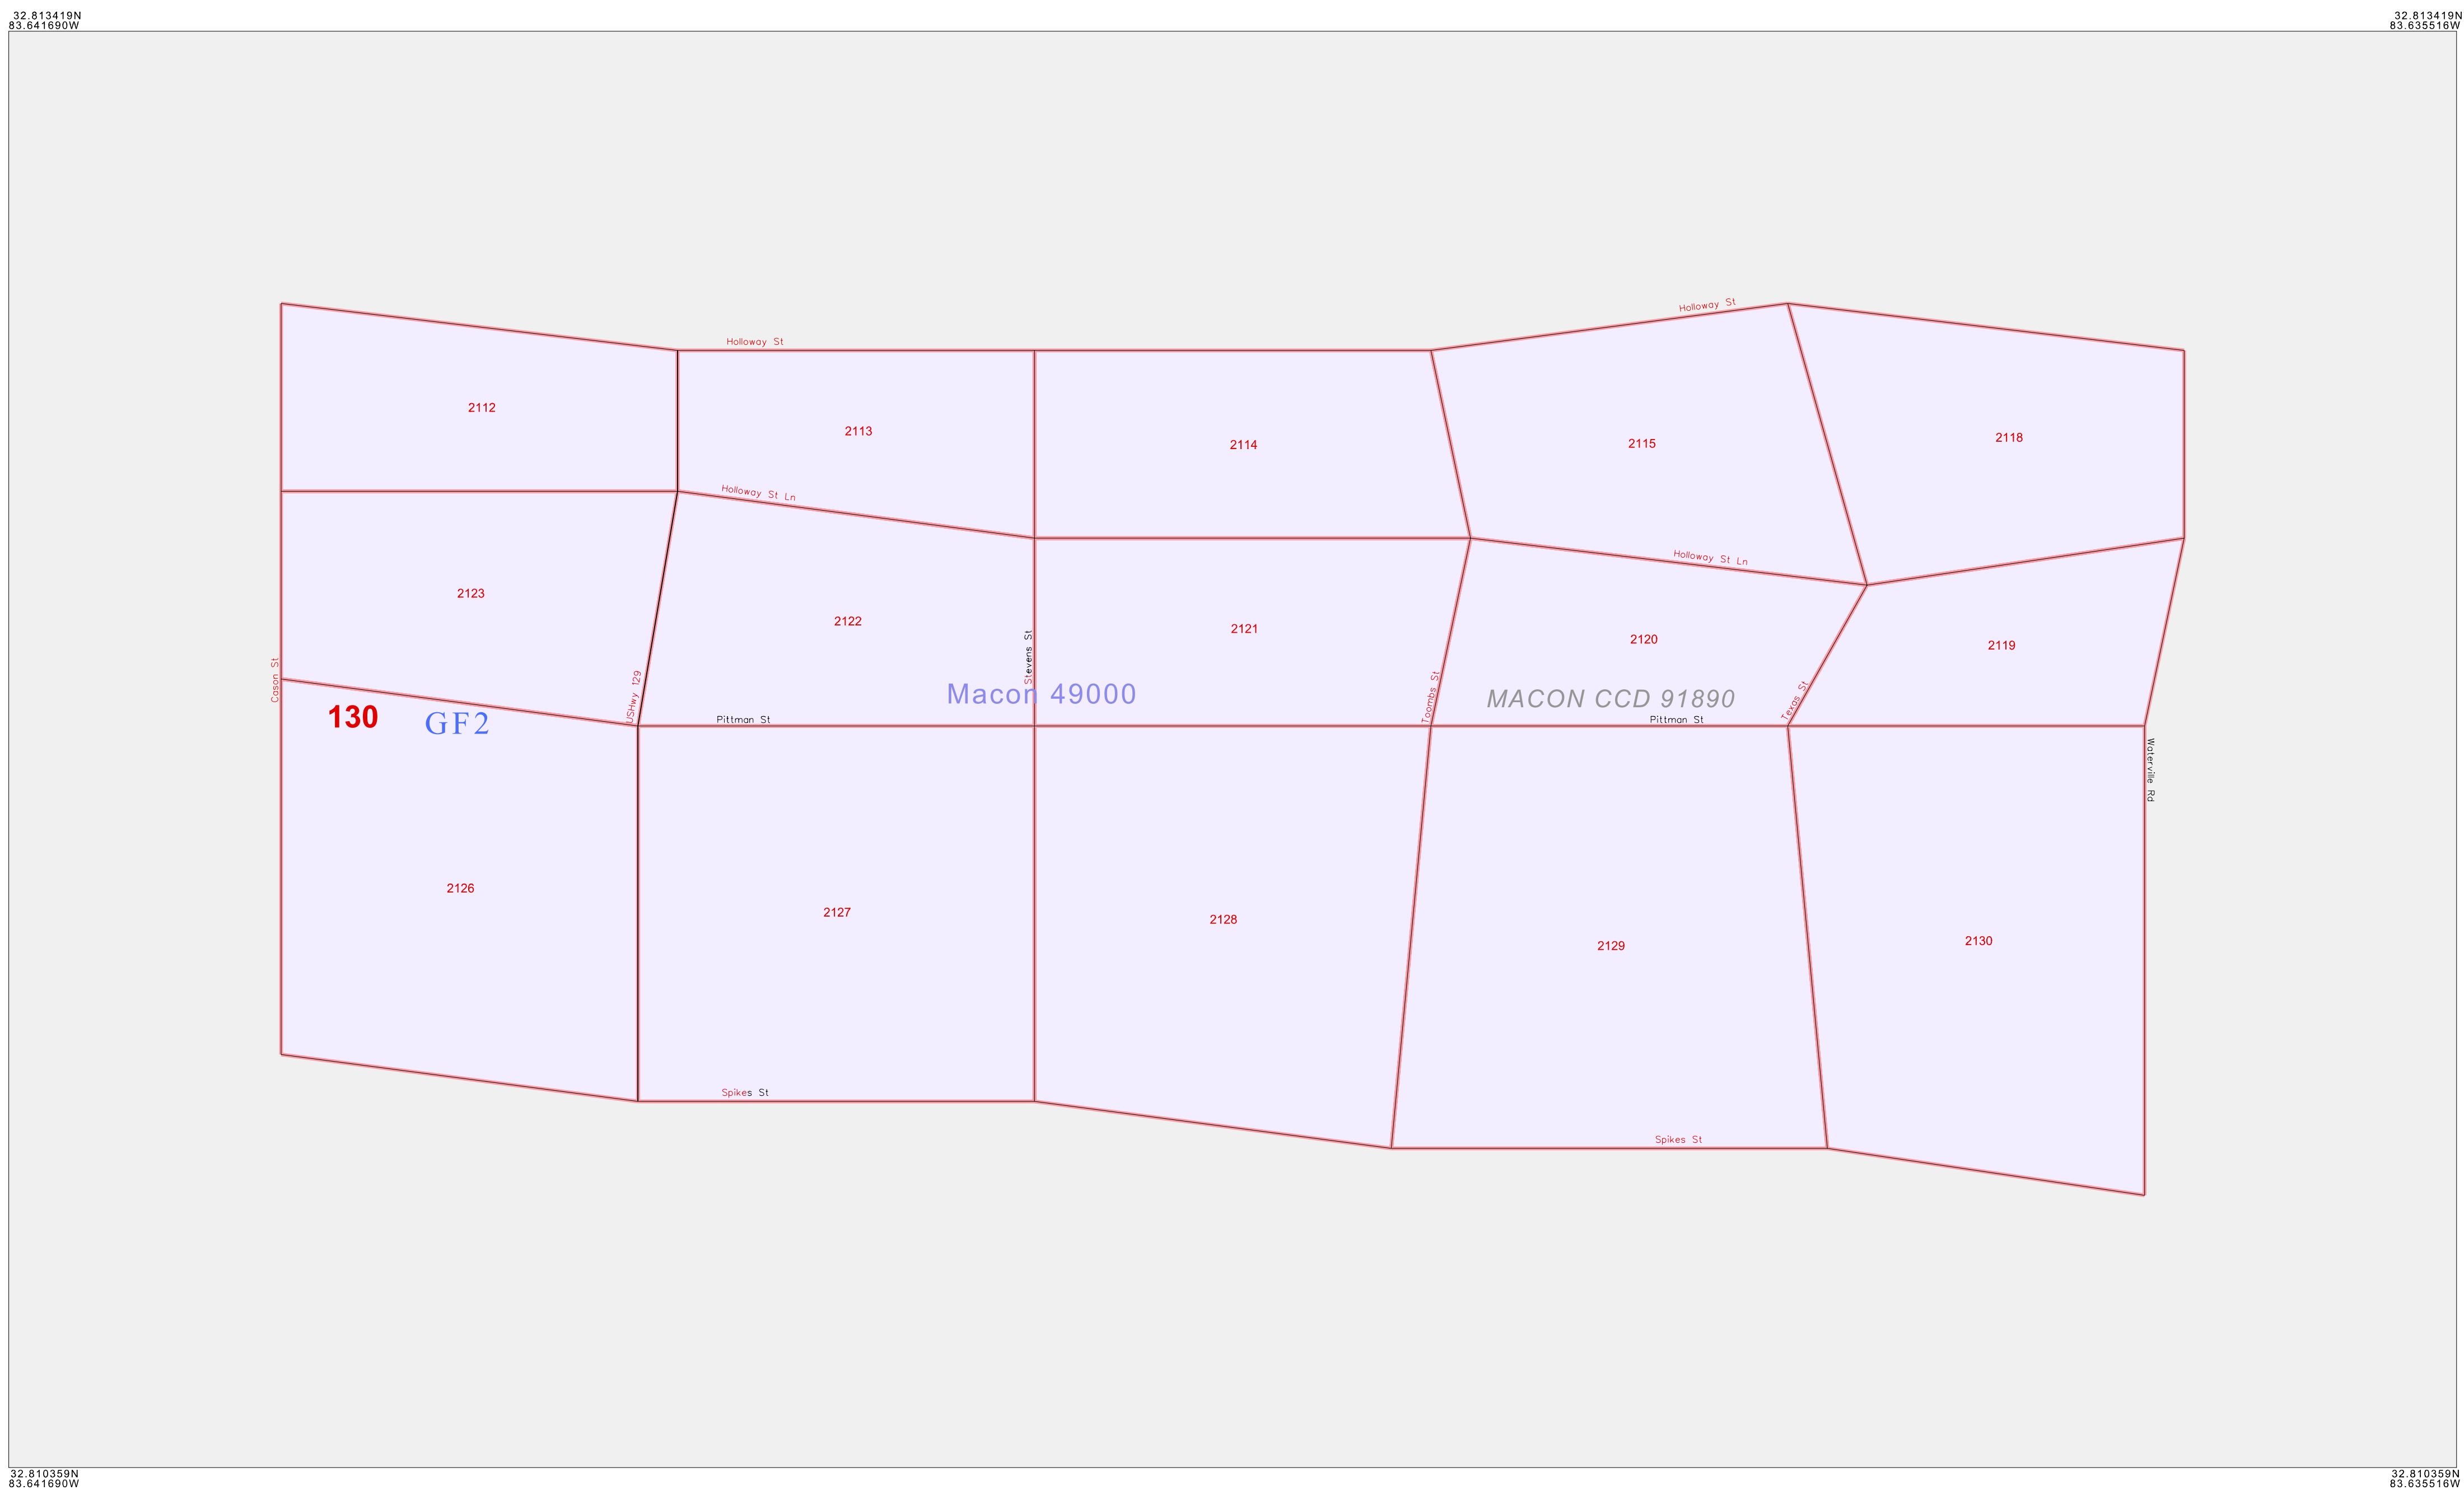 32.813419N
83.641690W
32.813419N
83.635516W
Holloway St
Holloway St
2112
2113
2114
2115
2118
Holloway St Ln
Holloway St Ln
2123
2122
2121
2120
2119
Cason St
USHwy 129
Stevens St
Toombs St
Texas St
Macon 49000
MACON CCD 91890
130
GF2
Pittman St
Pittman St
Waterville Rd
2126
2127
2128
2129
2130
Spikes St
Spikes St
32.810359N
83.641690W
32.810359N
83.635516W